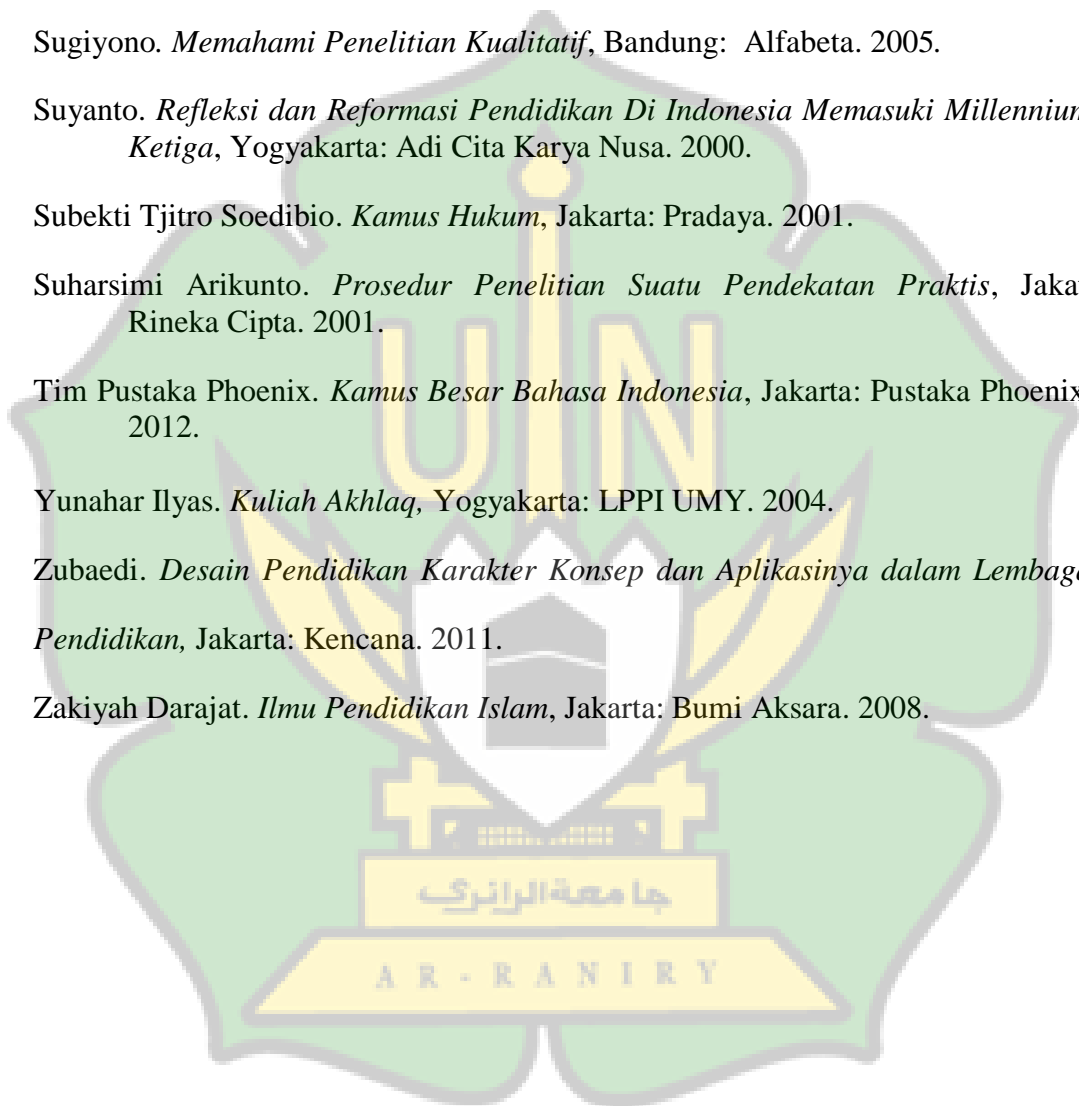 Sugiyono. Memahami Penelitian Kualitatif, Bandung: Alfabeta. 2005.
Suyanto. Refleksi dan Reformasi Pendidikan Di Indonesia Memasuki Millennium
Ketiga, Yogyakarta: Adi Cita Karya Nusa. 2000.
Subekti Tjitro Soedibio. Kamus Hukum, Jakarta: Pradaya. 2001.
Suharsimi Arikunto. Prosedur Penelitian Suatu Pendekatan Praktis, Jaka
Rineka Cipta. 2001.
Tim Pustaka Phoenix. Kamus Besar Bahasa Indonesia, Jakarta: Pustaka Phoenix
2012.
Yunahar Ilyas. Kuliah Akhlaq, Yogyakarta: LPPI UMY. 2004.
Zubaedi. Desain Pendidikan Karakter Konsep dan Aplikasinya dalam Lembaga
Pendidikan, Jakarta: Kencana. 2011.
Zakiyah Darajat. Ilmu Pendidikan Islam, Jakarta: Bumi Aksara. 2008.
UIN
جامعة الرانري
AR-RANIRY